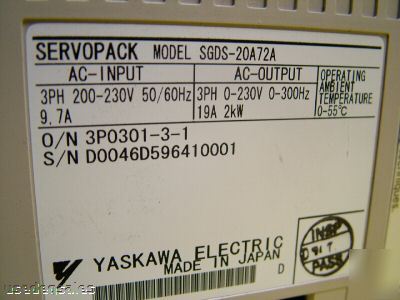 SERVOPACK MODEL SGDS-20A72A
AC-INPUT AC-OUTPUT OPERATING AMBIENT TEMPERATURE
3PH 200-230V 50/60Hz 3PH 0-230V 0-300Hz 0-55℃
9.7A 19A 2kW
O/N 3P0301-3-1
S/N D0046D596410001
YASKAWA ELECTRIC
MADE IN JAPAN D
INSP
PASS
usedensales